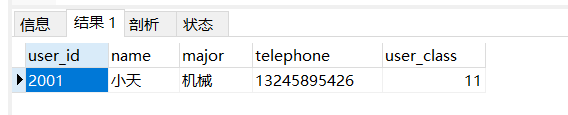 信息 结果 1 剖析 状态
user_id name major telephone user_class
2001 小天 机械 13245895426 11